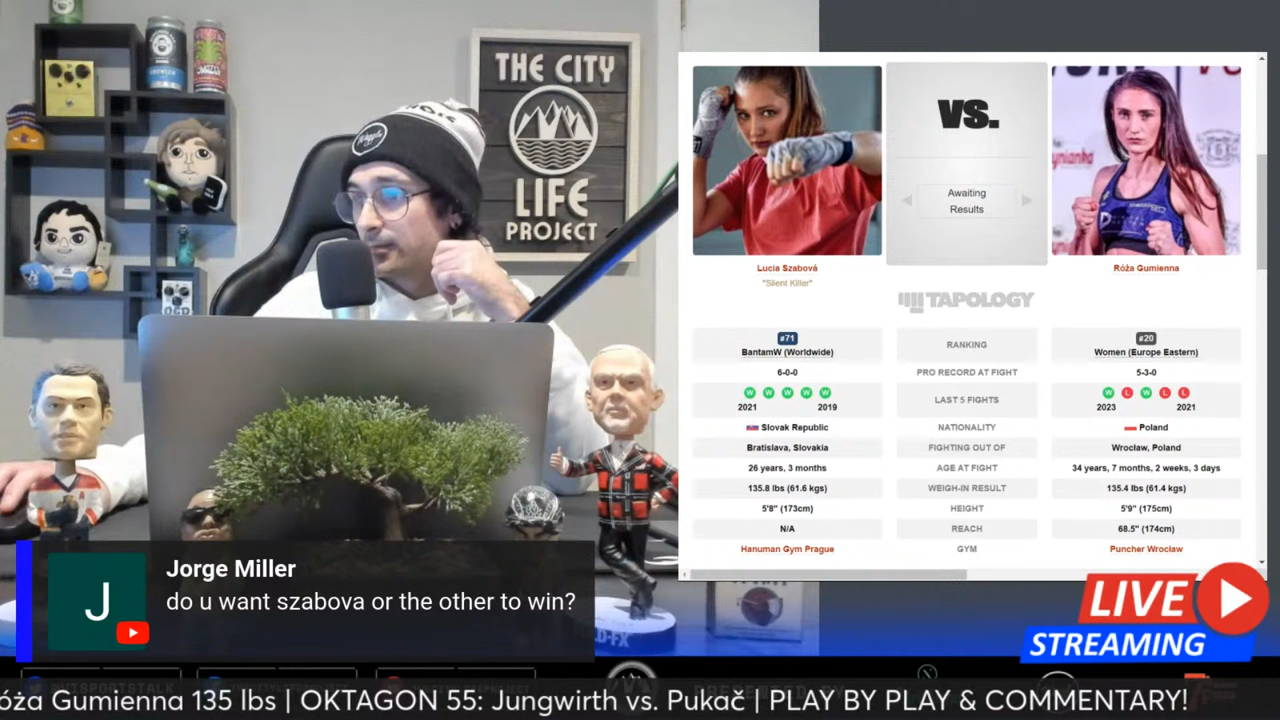 THE CITY
LIFE
PROJECT
VS.
Awaiting
Results
Lucia Szabová
"Silent Killer"
Róża Gumienna
TAPOLOGY
#71
BantamW (Worldwide)
RANKING
#20
Women (Europe Eastern)
6-0-0
PRO RECORD AT FIGHT
5-3-0
W W W W W
2021 2019
LAST 5 FIGHTS
W L W L L
2023 2021
Slovak Republic
NATIONALITY
Poland
Bratislava, Slovakia
FIGHTING OUT OF
Wrocław, Poland
26 years, 3 months
AGE AT FIGHT
34 years, 7 months, 2 weeks, 3 days
135.8 lbs (61.6 kgs)
WEIGH-IN RESULT
135.4 lbs (61.4 kgs)
5'8" (173cm)
HEIGHT
5'9" (175cm)
N/A
REACH
68.5" (174cm)
Hanuman Gym Prague
GYM
Puncher Wrocław
J
Jorge Miller
do u want szabova or the other to win?
LIVE
STREAMING
óża Gumienna 135 lbs | OKTAGON 55: Jungwirth vs. Pukač | PLAY BY PLAY & COMMENTARY!